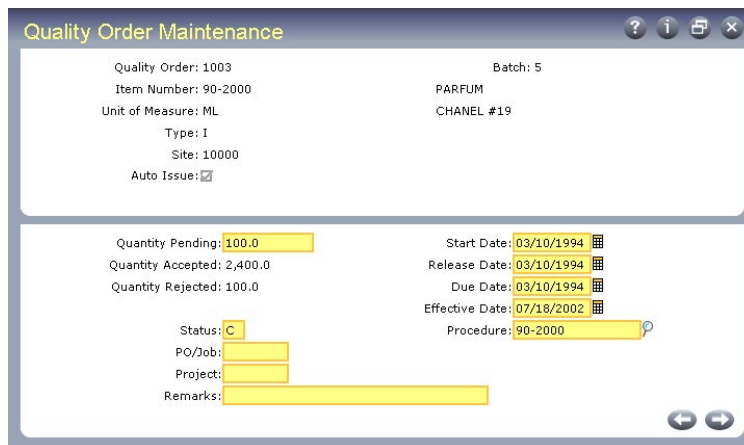 Quality Order Maintenance
Quality Order: 1003 Batch: 5
Item Number: 90-2000 PARFUM
Unit of Measure: ML CHANEL #19
Type: I
Site: 10000
Auto Issue:
Quantity Pending: 100.0 Start Date: 03/10/1994
Quantity Accepted: 2,400.0 Release Date: 03/10/1994
Quantity Rejected: 100.0 Due Date: 03/10/1994
Effective Date: 07/18/2002
Status: C Procedure: 90-2000
PO/Job:
Project:
Remarks: